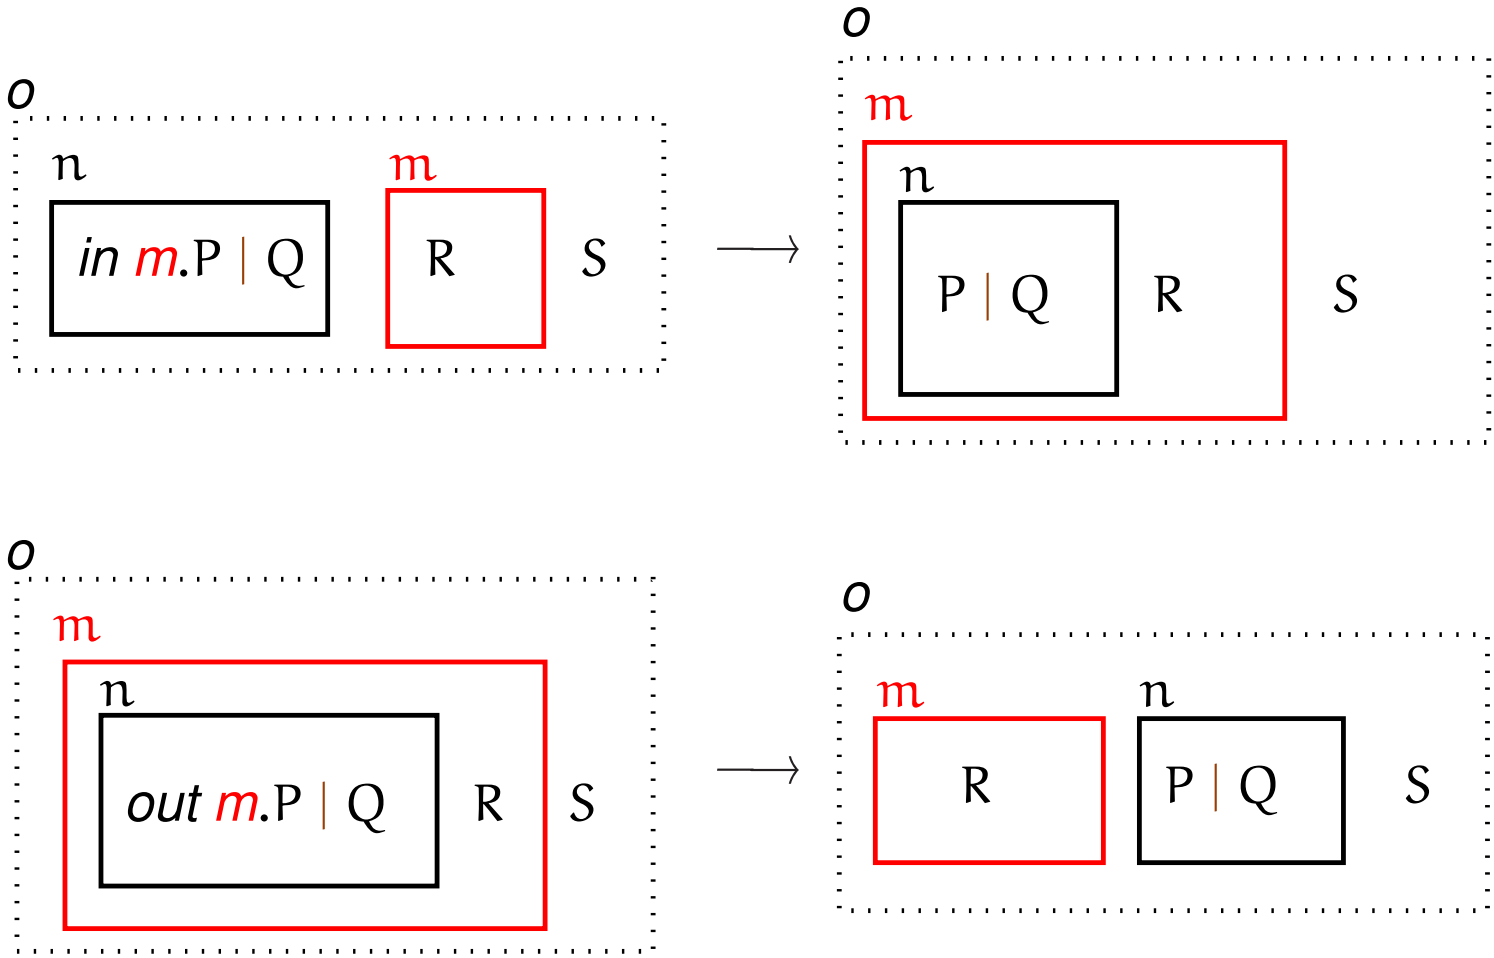 o
n m
in m.P | Q R S
⟶
o
m
n
P | Q R S
o
m
n
out m.P | Q R S
⟶
o
m n
R P | Q S